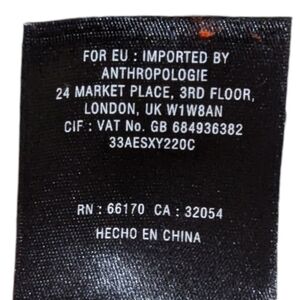 FOR EU : IMPORTED BY
ANTHROPOLOGIE
24 MARKET PLACE, 3RD FLOOR,
LONDON, UK W1W8AN
CIF : VAT No. GB 684936382
33AESXY220C
RN : 66170 CA : 32054
HECHO EN CHINA